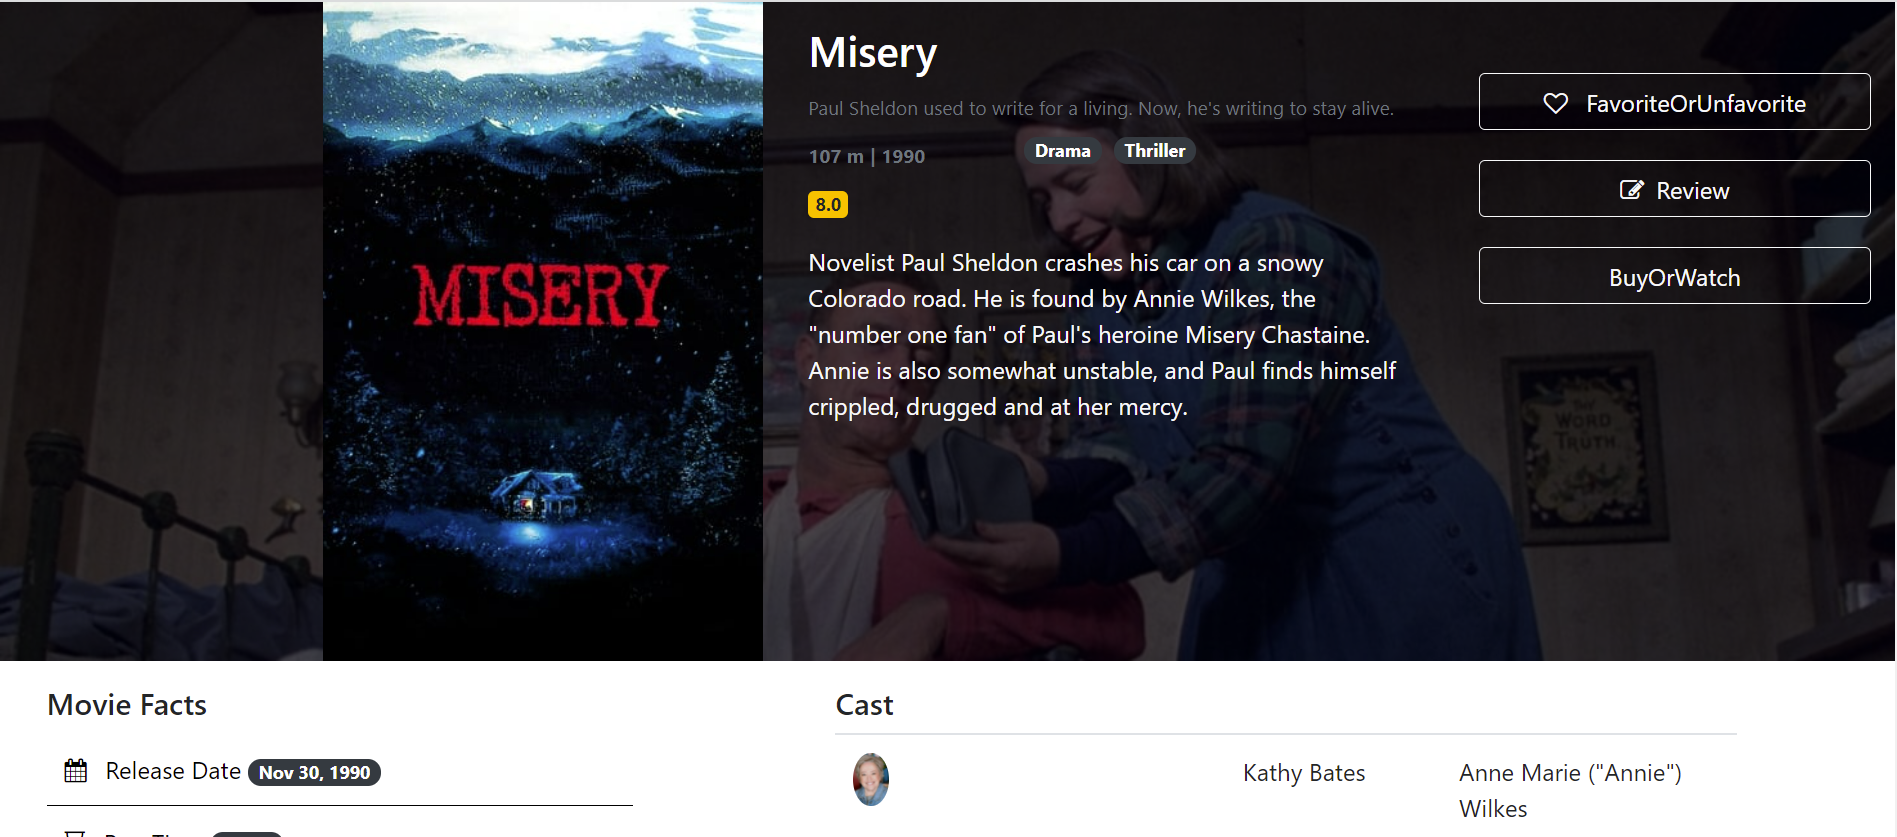 Misery
Paul Sheldon used to write for a living. Now, he's writing to stay alive.
107 m | 1990
Drama
Thriller
8.0
Novelist Paul Sheldon crashes his car on a snowy
Colorado road. He is found by Annie Wilkes, the
"number one fan" of Paul's heroine Misery Chastaine.
Annie is also somewhat unstable, and Paul finds himself
crippled, drugged and at her mercy.
FavoriteOrUnfavorite
Review
BuyOrWatch
MISERY
WORD
TRUTH
Movie Facts
Release Date Nov 30, 1990
Cast
Kathy Bates
Anne Marie ("Annie")
Wilkes